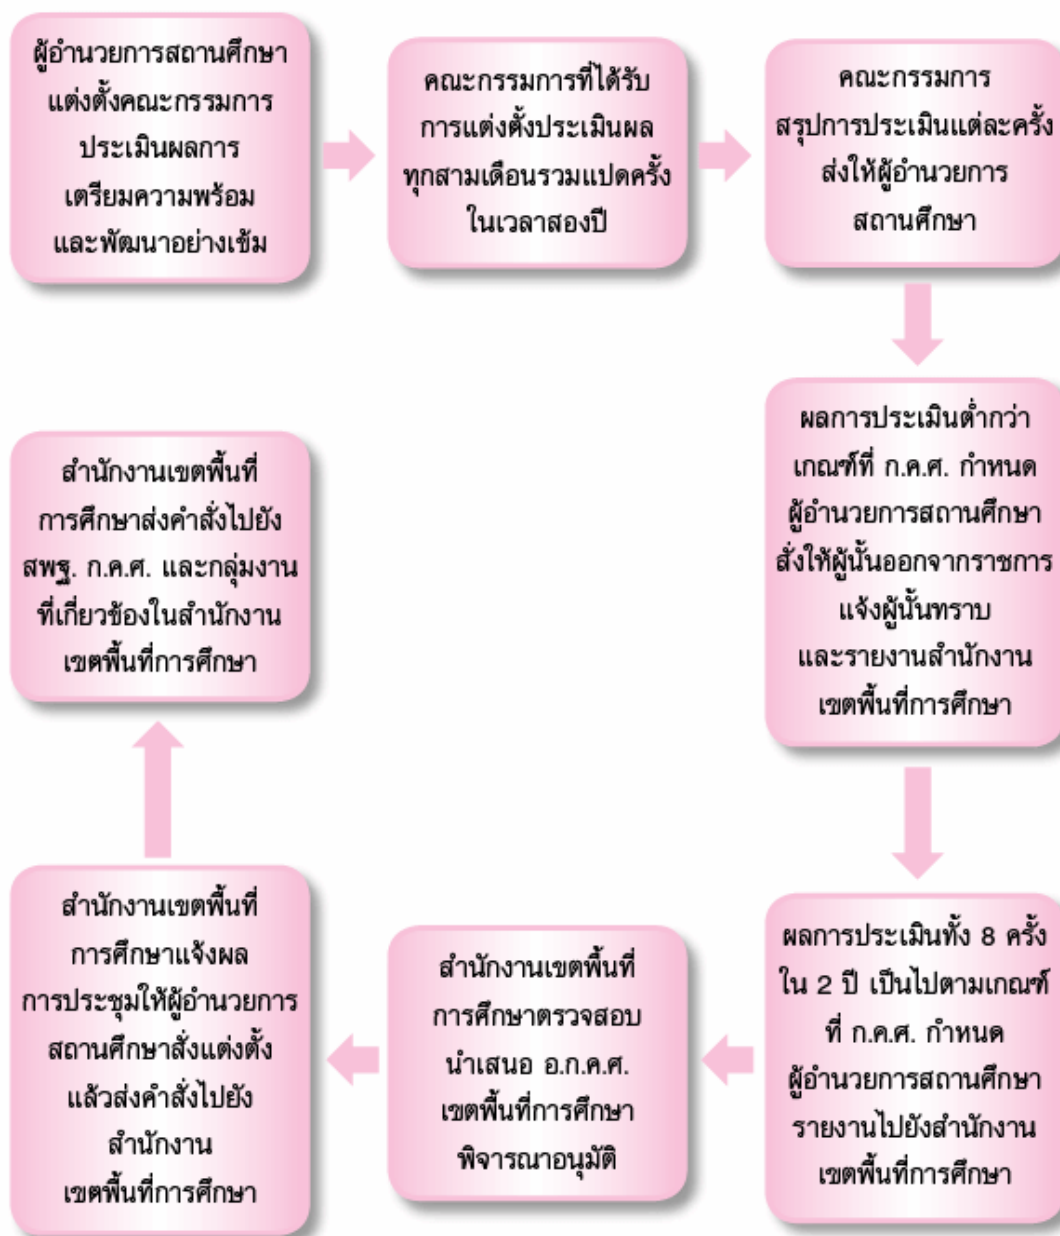 ผู้อำนวยการสถานศึกษา
แต่งตั้งคณะกรรมการ
ประเมินผลการ
เตรียมความพร้อม
และพัฒนาอย่างเข้ม
คณะกรรมการที่ได้รับ
การแต่งตั้งประเมินผล
ทุกสามเดือนรวมแปดครั้ง
ในเวลาสองปี
คณะกรรมการ
สรุปการประเมินแต่ละครั้ง
ส่งให้ผู้อำนวยการ
สถานศึกษา
ผลการประเมินต่ำกว่า
เกณฑ์ที่ ก.ค.ศ. กำหนด
ผู้อำนวยการสถานศึกษา
สั่งให้ผู้นั้นออกจากราชการ
แจ้งผู้นั้นทราบ
และรายงานสำนักงาน
เขตพื้นที่การศึกษา
ผลการประเมินทั้ง 8 ครั้ง
ใน 2 ปี เป็นไปตามเกณฑ์
ที่ ก.ค.ศ. กำหนด
ผู้อำนวยการสถานศึกษา
รายงานไปยังสำนักงาน
เขตพื้นที่การศึกษา
สำนักงานเขตพื้นที่
การศึกษาตรวจสอบ
นำเสนอ อ.ก.ค.ศ.
เขตพื้นที่การศึกษา
พิจารณาอนุมัติ
สำนักงานเขตพื้นที่
การศึกษาแจ้งผล
การประชุมให้ผู้อำนวยการ
สถานศึกษาสั่งแต่งตั้ง
แล้วส่งคำสั่งไปยัง
สำนักงาน
เขตพื้นที่การศึกษา
สำนักงานเขตพื้นที่
การศึกษาส่งคำสั่งไปยัง
สพฐ. ก.ค.ศ. และกลุ่มงาน
ที่เกี่ยวข้องในสำนักงาน
เขตพื้นที่การศึกษา